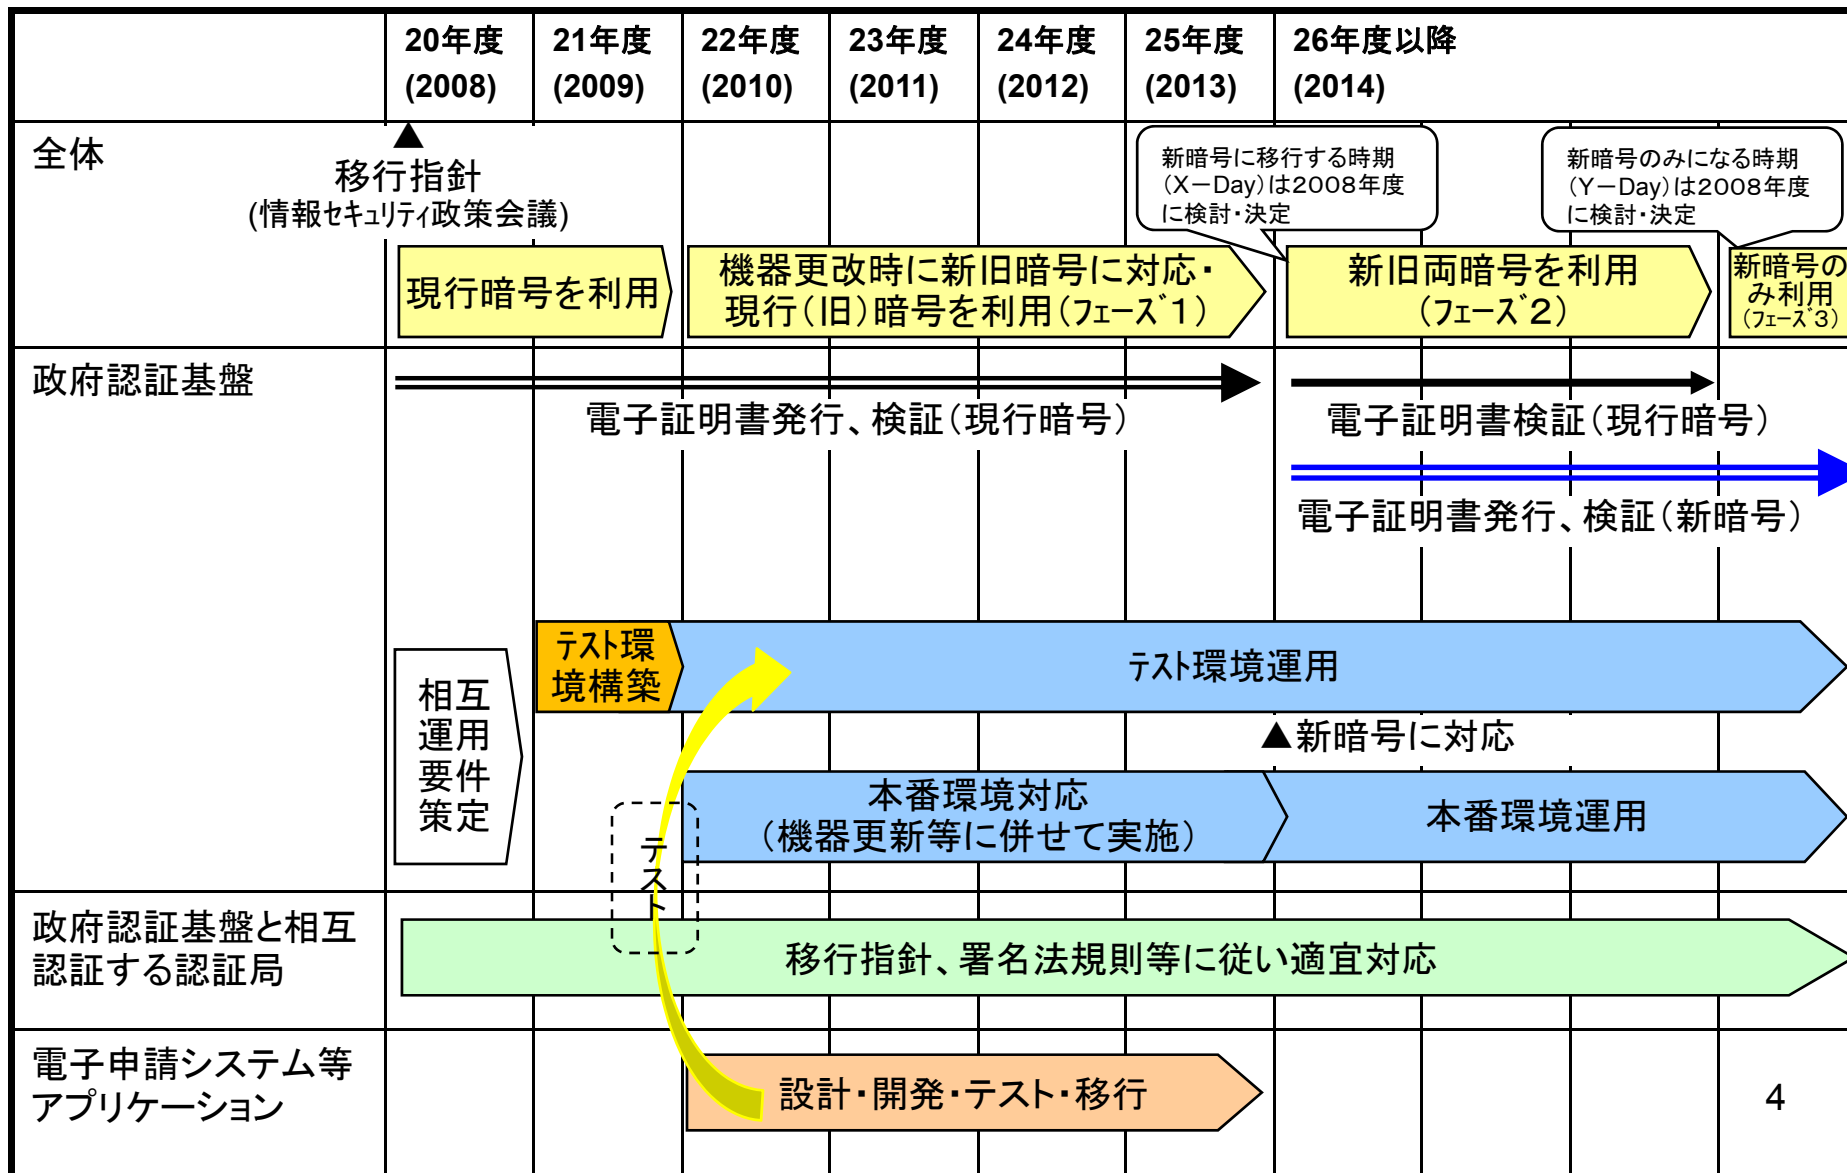 20年度
(2008)
21年度
(2009)
22年度
(2010)
23年度
(2011)
24年度
(2012)
25年度
(2013)
26年度以降
(2014)
全体
▲
移行指針
(情報セキュリティ政策会議)
新暗号に移行する時期
(X－Day)は2008年度
に検討・決定
新暗号のみになる時期
(Y－Day)は2008年度
に検討・決定
現行暗号を利用
機器更改時に新旧暗号に対応・
現行(旧)暗号を利用(フェーズ1)
新旧両暗号を利用
(フェーズ2)
新暗号の
み利用
(フェーズ3)
政府認証基盤
電子証明書発行、検証(現行暗号)
電子証明書検証(現行暗号)
電子証明書発行、検証(新暗号)
相互
運用
要件
策定
テスト環
境構築
テスト環境運用
▲新暗号に対応
本番環境対応
(機器更新等に併せて実施)
本番環境運用
テスト
政府認証基盤と相互
認証する認証局
移行指針、署名法規則等に従い適宜対応
電子申請システム等
アプリケーション
設計・開発・テスト・移行
4